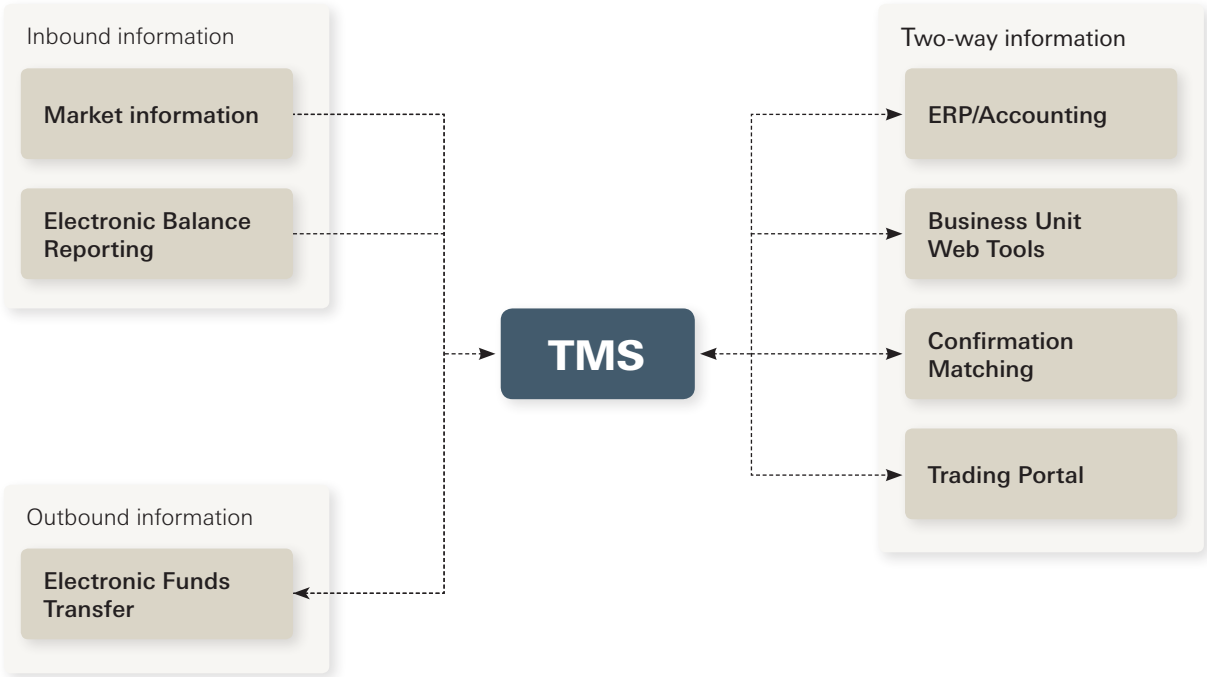 Inbound information
Market information
Electronic Balance
Reporting
Outbound information
Electronic Funds
Transfer
TMS
Two-way information
ERP/Accounting
Business Unit
Web Tools
Confirmation
Matching
Trading Portal